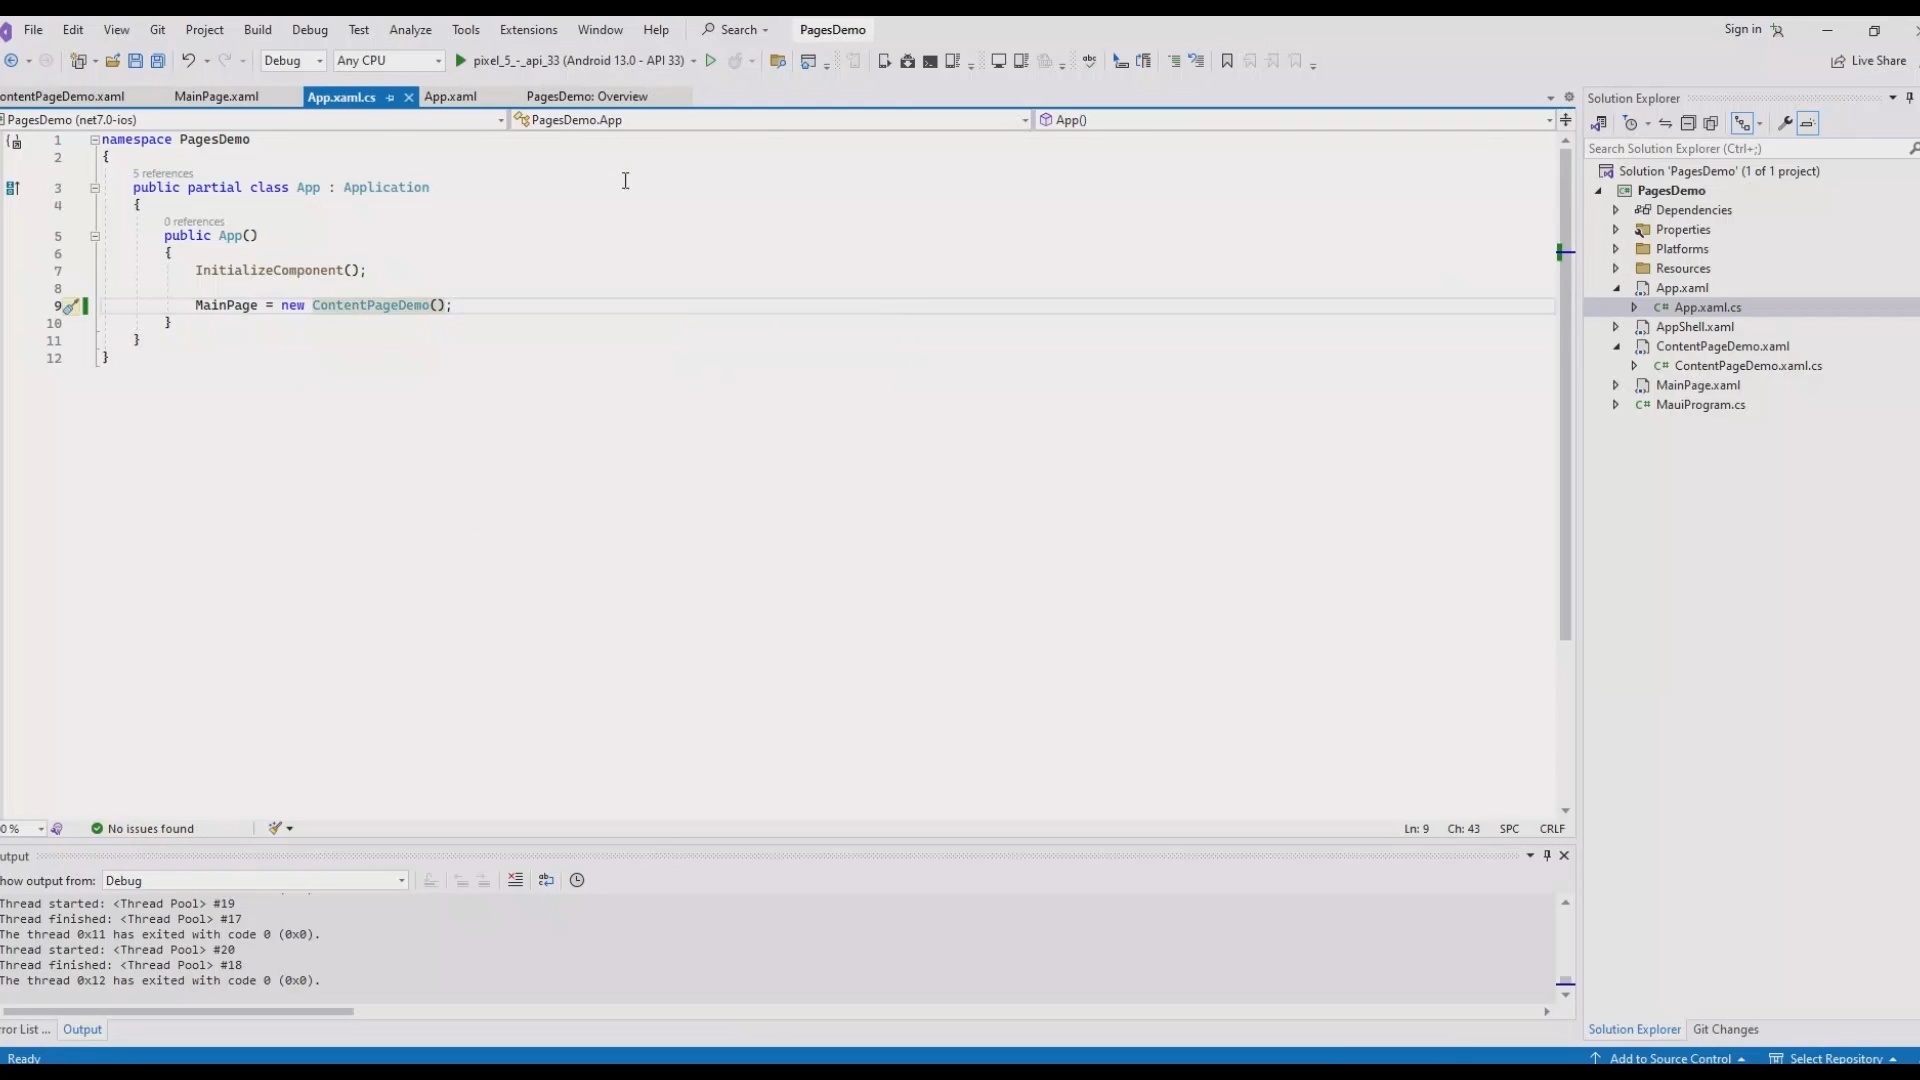 File Edit View Git Project Build Debug Test Analyze Tools Extensions Window Help Search PagesDemo Sign in
Debug Any CPU pixel_5_-_api_33 (Android 13.0 - API 33) Live Share
ontentPageDemo.xaml MainPage.xaml App.xaml.cs App.xaml PagesDemo: Overview
PagesDemo (net7.0-ios) PagesDemo.App App()
1 namespace PagesDemo
2 {
5 references
3 public partial class App : Application
4 {
0 references
5 public App()
6 {
7 InitializeComponent();
8
9 MainPage = new ContentPageDemo();
10 }
11 }
12 }
0% No issues found Ln: 9 Ch: 43 SPC CRLF
utput
how output from: Debug
Thread started: <Thread Pool> #19
Thread finished: <Thread Pool> #17
The thread 0x11 has exited with code 0 (0x0).
Thread started: <Thread Pool> #20
Thread finished: <Thread Pool> #18
The thread 0x12 has exited with code 0 (0x0).
rror List ... Output
Solution Explorer
Search Solution Explorer (Ctrl+;)
Solution 'PagesDemo' (1 of 1 project)
PagesDemo
Dependencies
Properties
Platforms
Resources
App.xaml
C# App.xaml.cs
AppShell.xaml
ContentPageDemo.xaml
C# ContentPageDemo.xaml.cs
MainPage.xaml
C# MauiProgram.cs
Solution Explorer Git Changes
Ready Add to Source Control Select Repository